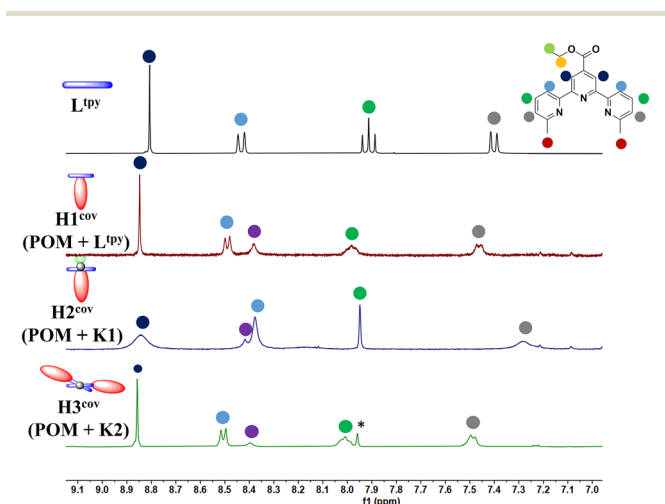 L^tpy
H1^cov
(POM + L^tpy)
H2^cov
(POM + K1)
H3^cov
(POM + K2)
*
O
O
N
N
N
9.1 9.0 8.9 8.8 8.7 8.6 8.5 8.4 8.3 8.2 8.1 8.0 7.9 7.8 7.7 7.6 7.5 7.4 7.3 7.2 7.1 7.0
f1 (ppm)